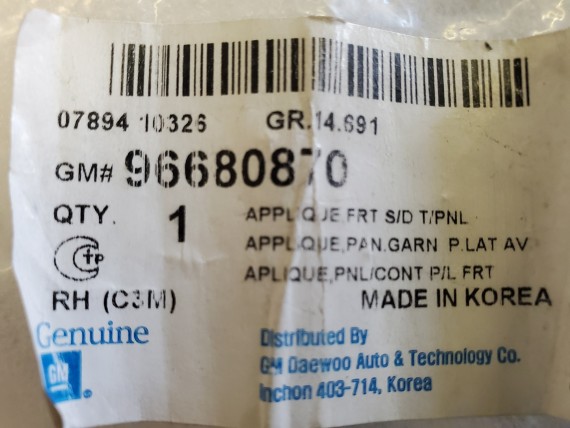 07894 10326 GR.14.691
GM# 96680870
QTY. 1
APPLIQUE,FRT S/D T/PNL
APPLIQUE,PAN.GARN P.LAT AV
APLIQUE,PNL/CONT P/L FRT
RH (C3M) MADE IN KOREA
Genuine
GM
Distributed By
GM Daewoo Auto & Technology Co.
Inchon 403-714, Korea